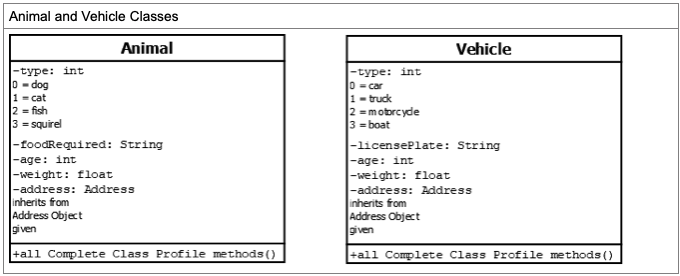 Animal and Vehicle Classes
Animal
-type: int
0 = dog
1 = cat
2 = fish
3 = squirel
-foodRequired: String
-age: int
-weight: float
-address: Address
inherits from
Address Object
given
+all Complete Class Profile methods()
Vehicle
-type: int
0 = car
1 = truck
2 = motorcycle
3 = boat
-licensePlate: String
-age: int
-weight: float
-address: Address
inherits from
Address Object
given
+all Complete Class Profile methods()